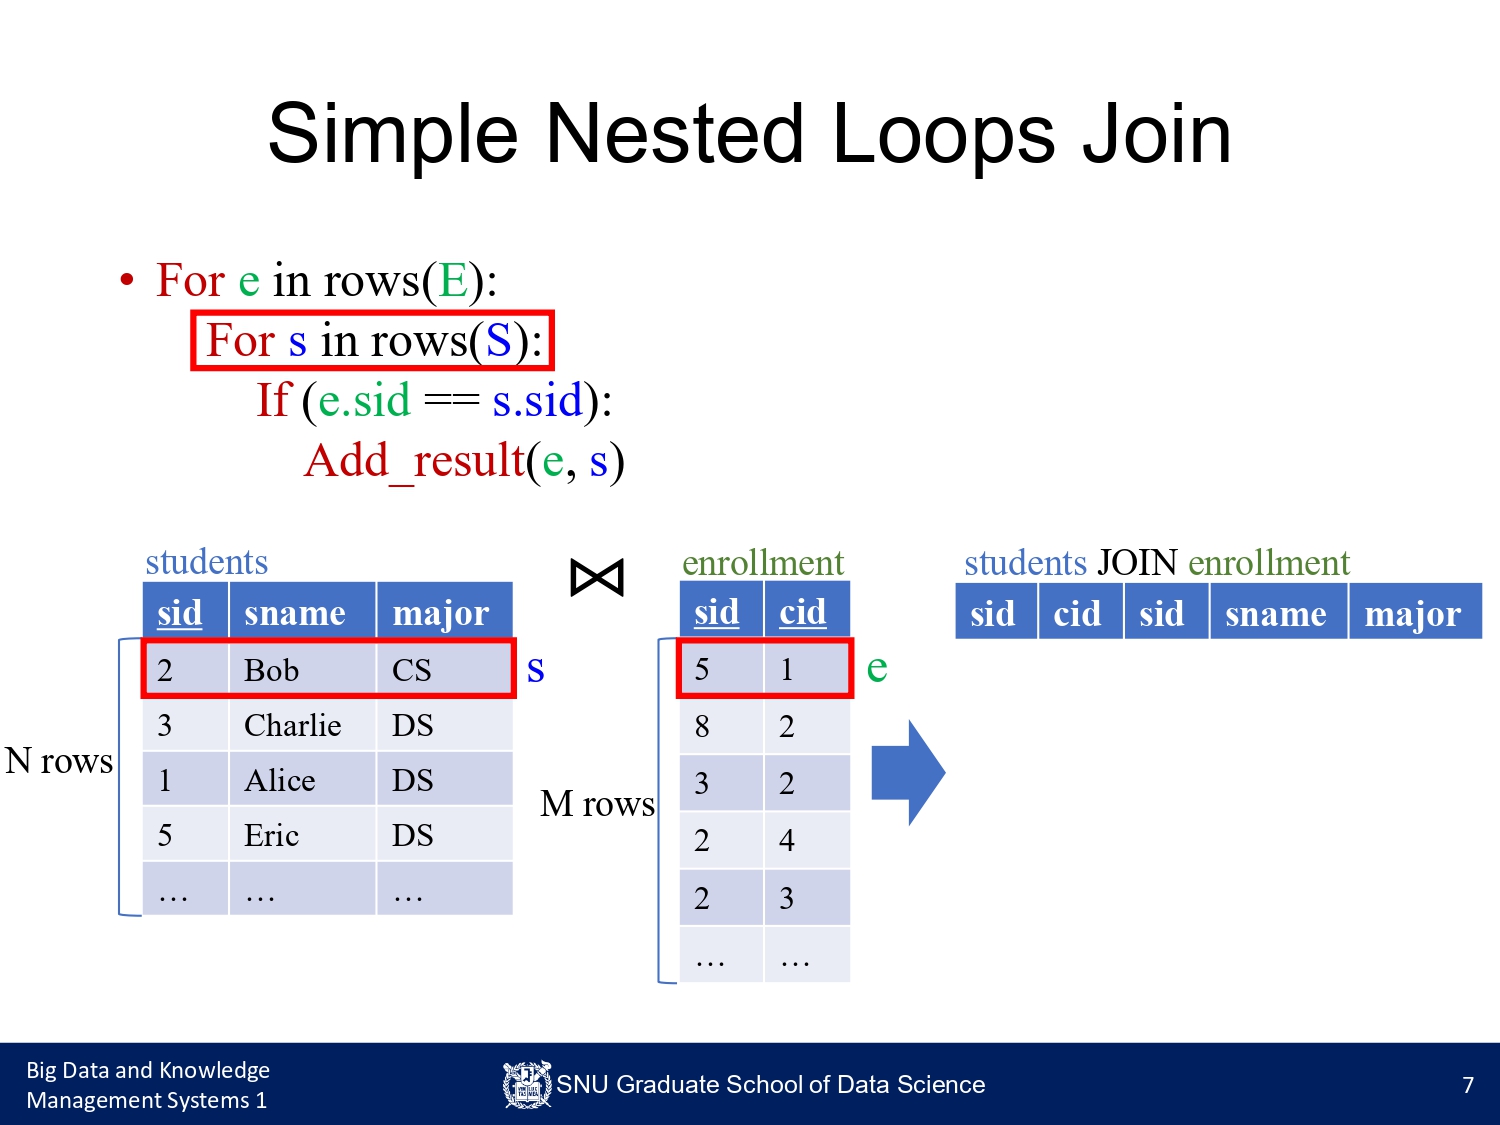 Simple Nested Loops Join
• For e in rows(E):
For s in rows(S):
If (e.sid == s.sid):
Add_result(e, s)
students
sid sname major
2 Bob CS
3 Charlie DS
1 Alice DS
5 Eric DS
… … …
N rows
s
⋈
enrollment
sid cid
5 1
8 2
3 2
2 4
2 3
… …
M rows
e
students JOIN enrollment
sid cid sid sname major
Big Data and Knowledge
Management Systems 1
SNU Graduate School of Data Science
7